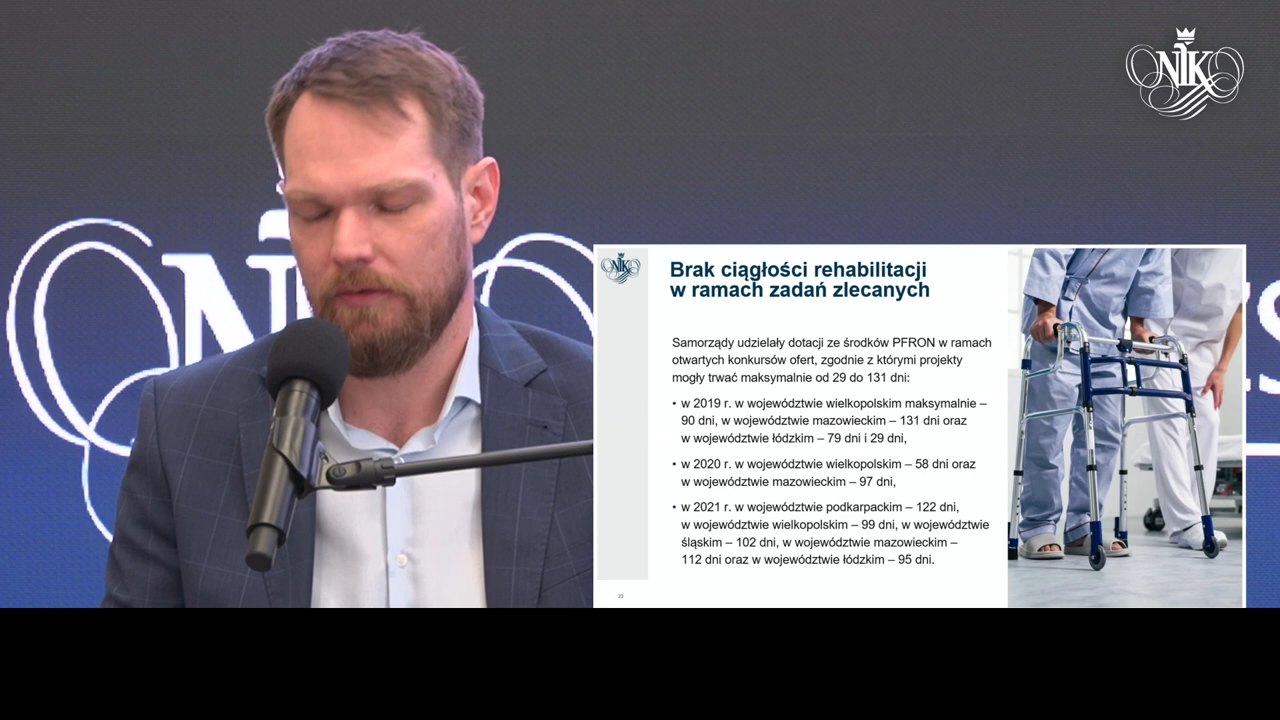 NIK
NIK
NIK
Brak ciągłości rehabilitacji
w ramach zadań zlecanych
Samorządy udzielały dotacji ze środków PFRON w ramach
otwartych konkursów ofert, zgodnie z którymi projekty
mogły trwać maksymalnie od 29 do 131 dni:
• w 2019 r. w województwie wielkopolskim maksymalnie –
90 dni, w województwie mazowieckim – 131 dni oraz
w województwie łódzkim – 79 dni i 29 dni,
• w 2020 r. w województwie wielkopolskim – 58 dni oraz
w województwie mazowieckim – 97 dni,
• w 2021 r. w województwie podkarpackim – 122 dni,
w województwie wielkopolskim – 99 dni, w województwie
śląskim – 102 dni, w województwie mazowieckim –
112 dni oraz w województwie łódzkim – 95 dni.
23